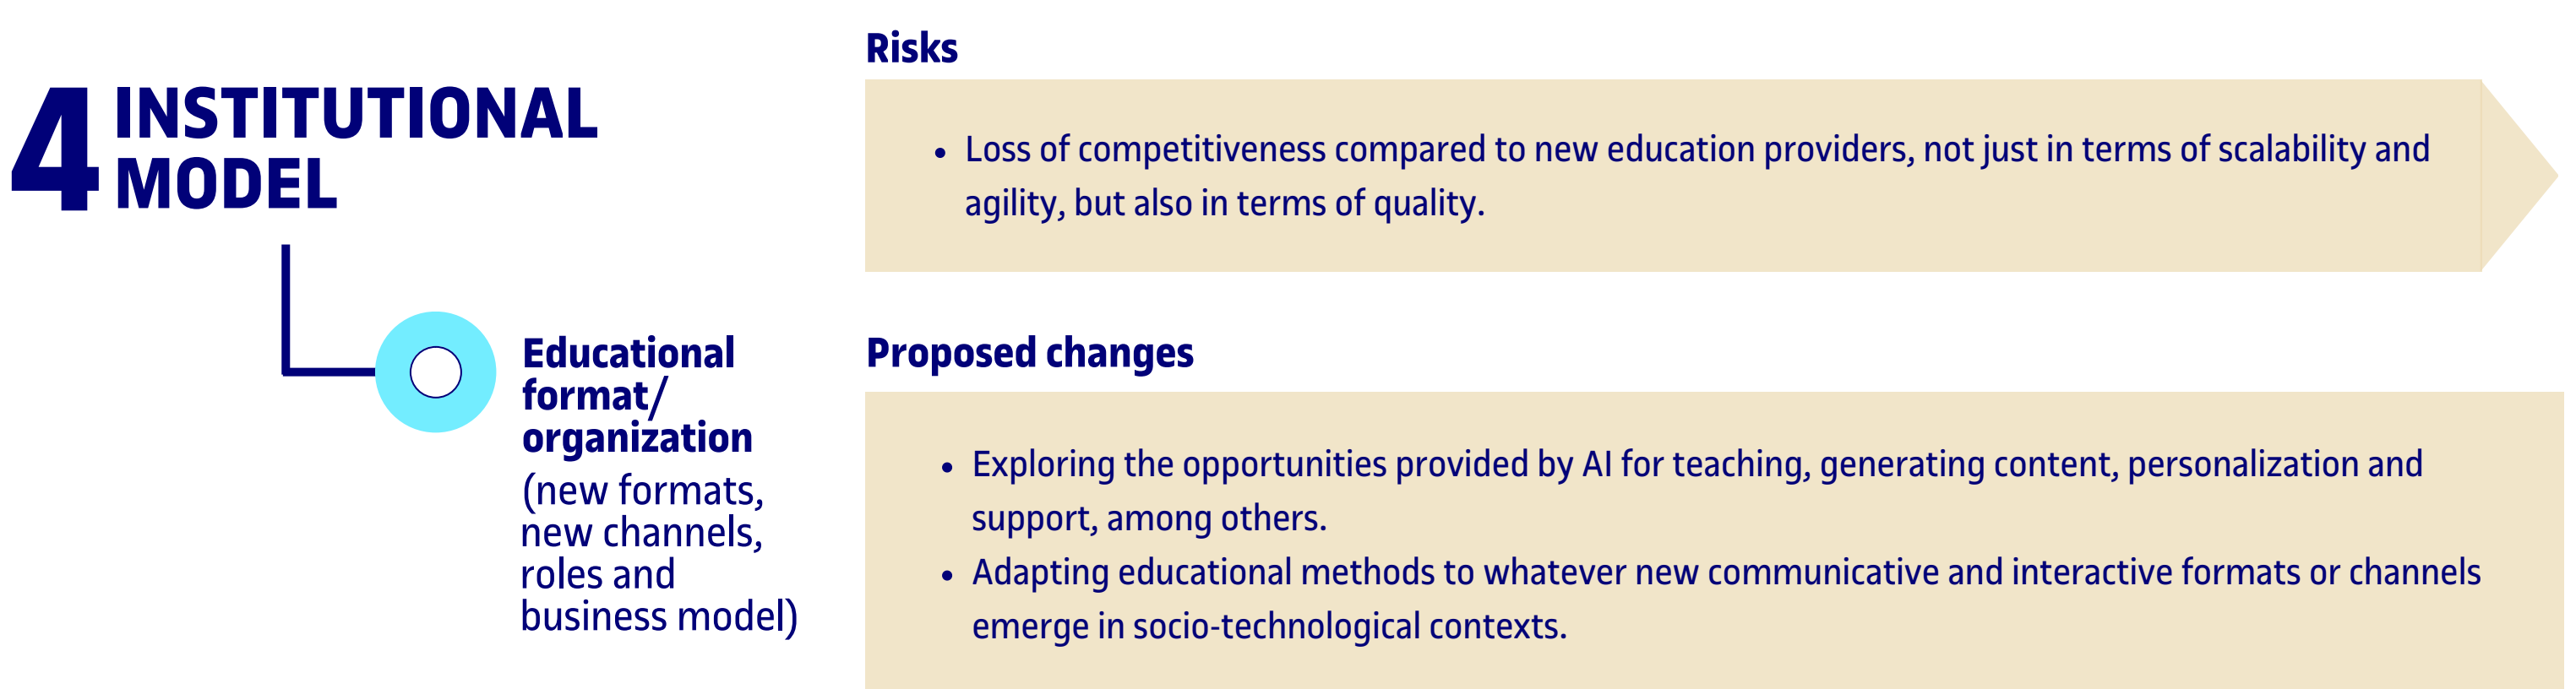 4 INSTITUTIONAL
MODEL
Educational
format/
organization
(new formats,
new channels,
roles and
business model)
Risks
• Loss of competitiveness compared to new education providers, not just in terms of scalability and
agility, but also in terms of quality.
Proposed changes
• Exploring the opportunities provided by AI for teaching, generating content, personalization and
support, among others.
• Adapting educational methods to whatever new communicative and interactive formats or channels
emerge in socio-technological contexts.